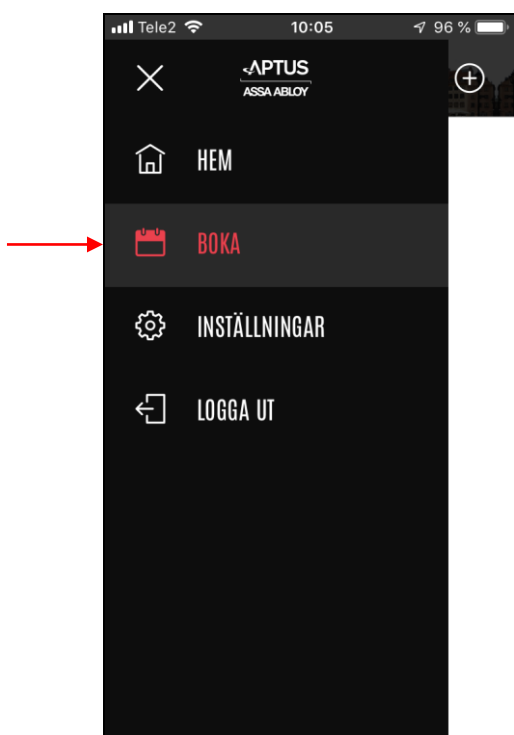 Tele2 10:05 96 %
APTUS
ASSA ABLOY
HEM
BOKA
INSTÄLLNINGAR
LOGGA UT